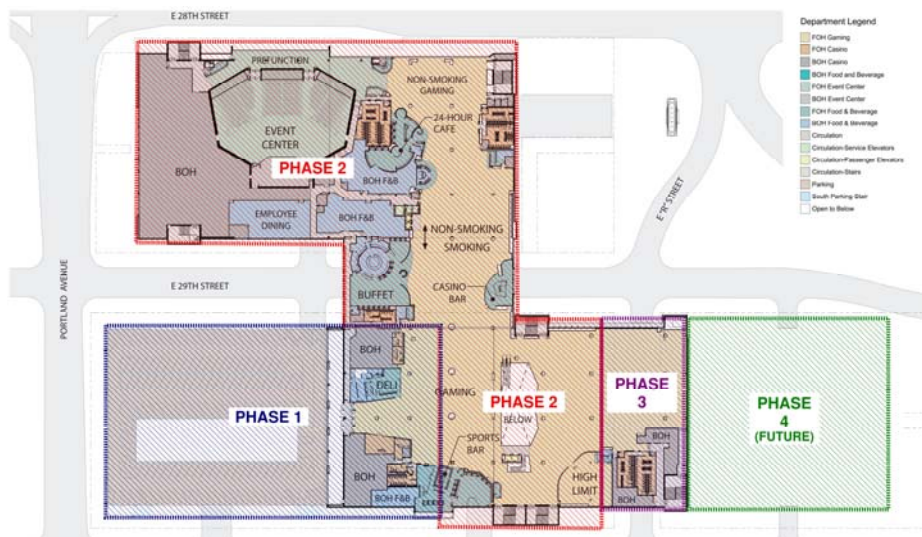 E 28TH STREET
Department Legend
FOH Gaming
FOH Casino
BOH Casino
BOH Food and Beverage
FOH Event Center
BOH Event Center
FOH Food & Beverage
BOH Food & Beverage
Circulation
Circulation-Service Elevators
Circulation-Passenger Elevators
Circulation-Stairs
Parking
South Parking Stair
Open to Below
PREFUNCTION
NON-SMOKING
GAMING
24-HOUR
CAFE
EVENT
CENTER
PHASE 2
BOH
BOH F&B
EMPLOYEE
DINING
BOH F&B
NON-SMOKING
SMOKING
E "R" STREET
PORTLAND AVENUE
E 29TH STREET
BUFFET
CASINO
BAR
BOH
DELI
GAMING
PHASE 1
PHASE 2
BELOW
PHASE
3
PHASE
4
(FUTURE)
SPORTS
BAR
BOH
BOH F&B
HIGH
LIMIT
BOH
BOH